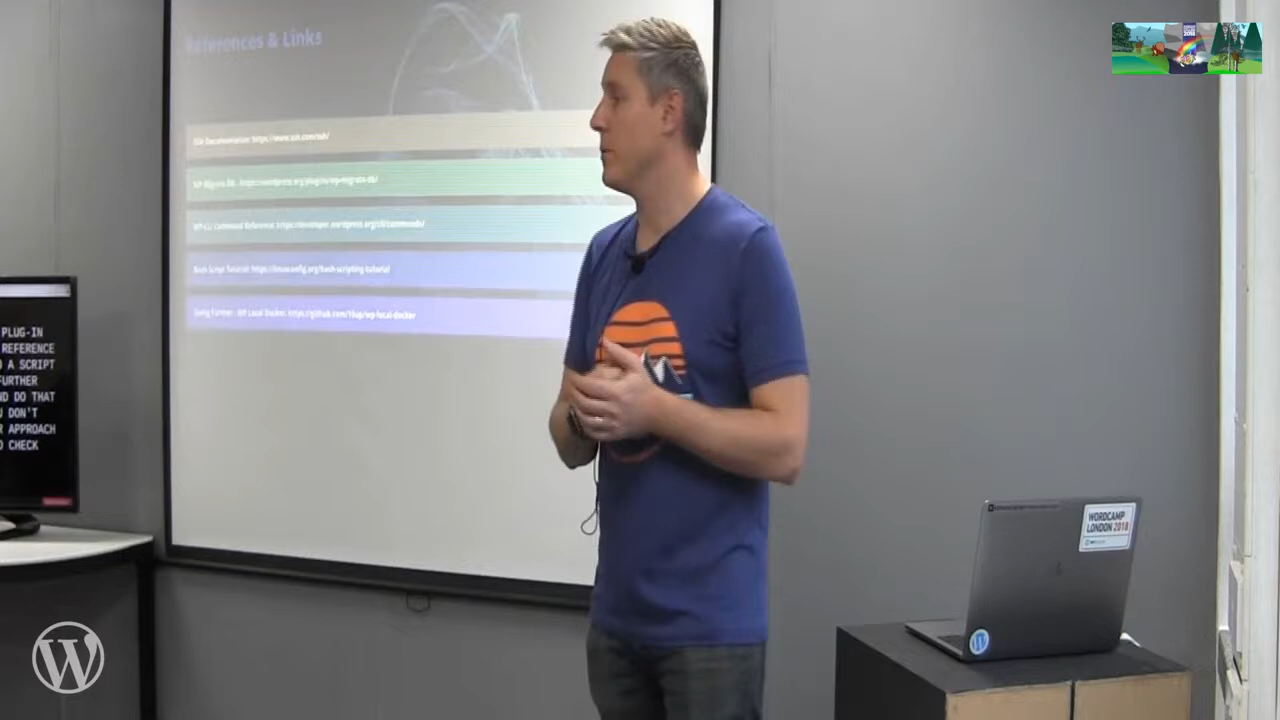 References & Links
SSH Documentation: https://www.ssh.com/ssh/
WP Migrate DB: https://wordpress.org/plugins/wp-migrate-db/
WP-CLI Command Reference: https://developer.wordpress.org/cli/commands/
Bash Script Tutorial: https://linuxconfig.org/bash-scripting-tutorial
Going Further - WP Local Docker: https://github.com/10up/wp-local-docker
PLUG-IN
REFERENCE
A SCRIPT
FURTHER
ND DO THAT
U DON'T
R APPROACH
O CHECK
WORDCAMP
LONDON 2018
2018